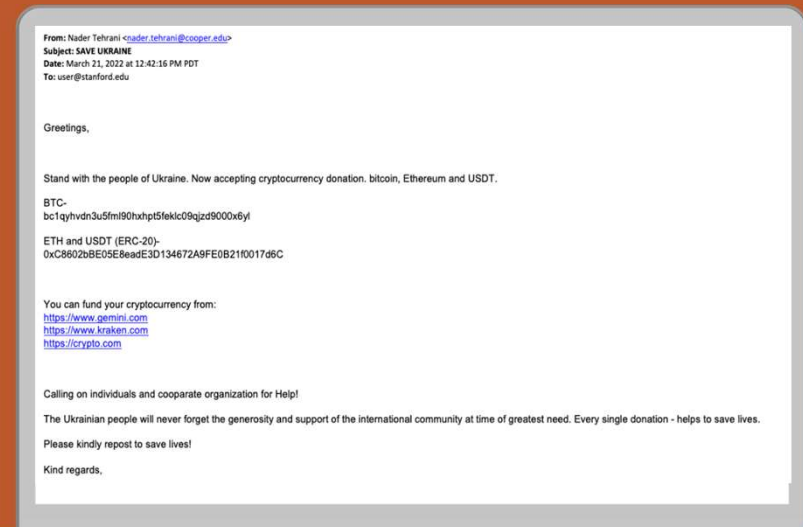 From: Nader Tehrani <nader.tehrani@cooper.edu>
Subject: SAVE UKRAINE
Date: March 21, 2022 at 12:42:16 PM PDT
To: user@stanford.edu
Greetings,
Stand with the people of Ukraine. Now accepting cryptocurrency donation. bitcoin, Ethereum and USDT.
BTC-
bc1qyhvdn3u5fml90hxhpt5feklc09qjzd9000x6yl
ETH and USDT (ERC-20)-
0xC8602bBE05E8eadE3D134672A9FE0B21f0017d6C
You can fund your cryptocurrency from:
https://www.gemini.com
https://www.kraken.com
https://crypto.com
Calling on individuals and cooparate organization for Help!
The Ukrainian people will never forget the generosity and support of the international community at time of greatest need. Every single donation - helps to save lives.
Please kindly repost to save lives!
Kind regards,